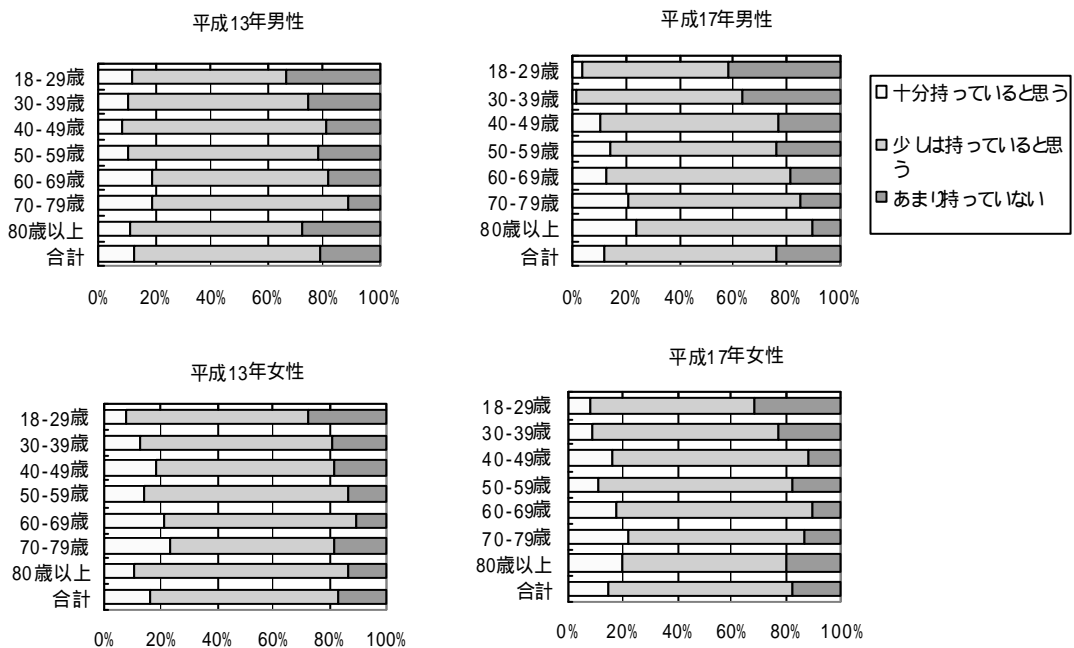 平成13年男性
18-29歳
30-39歳
40-49歳
50-59歳
60-69歳
70-79歳
80歳以上
合計
0% 20% 40% 60% 80% 100%
平成17年男性
18-29歳
30-39歳
40-49歳
50-59歳
60-69歳
70-79歳
80歳以上
合計
0% 20% 40% 60% 80% 100%
十分持っていると思う
少しは持っていると思
う
あまり持っていない
平成13年女性
18-29歳
30-39歳
40-49歳
50-59歳
60-69歳
70-79歳
80歳以上
合計
0% 20% 40% 60% 80% 100%
平成17年女性
18-29歳
30-39歳
40-49歳
50-59歳
60-69歳
70-79歳
80歳以上
合計
0% 20% 40% 60% 80% 100%